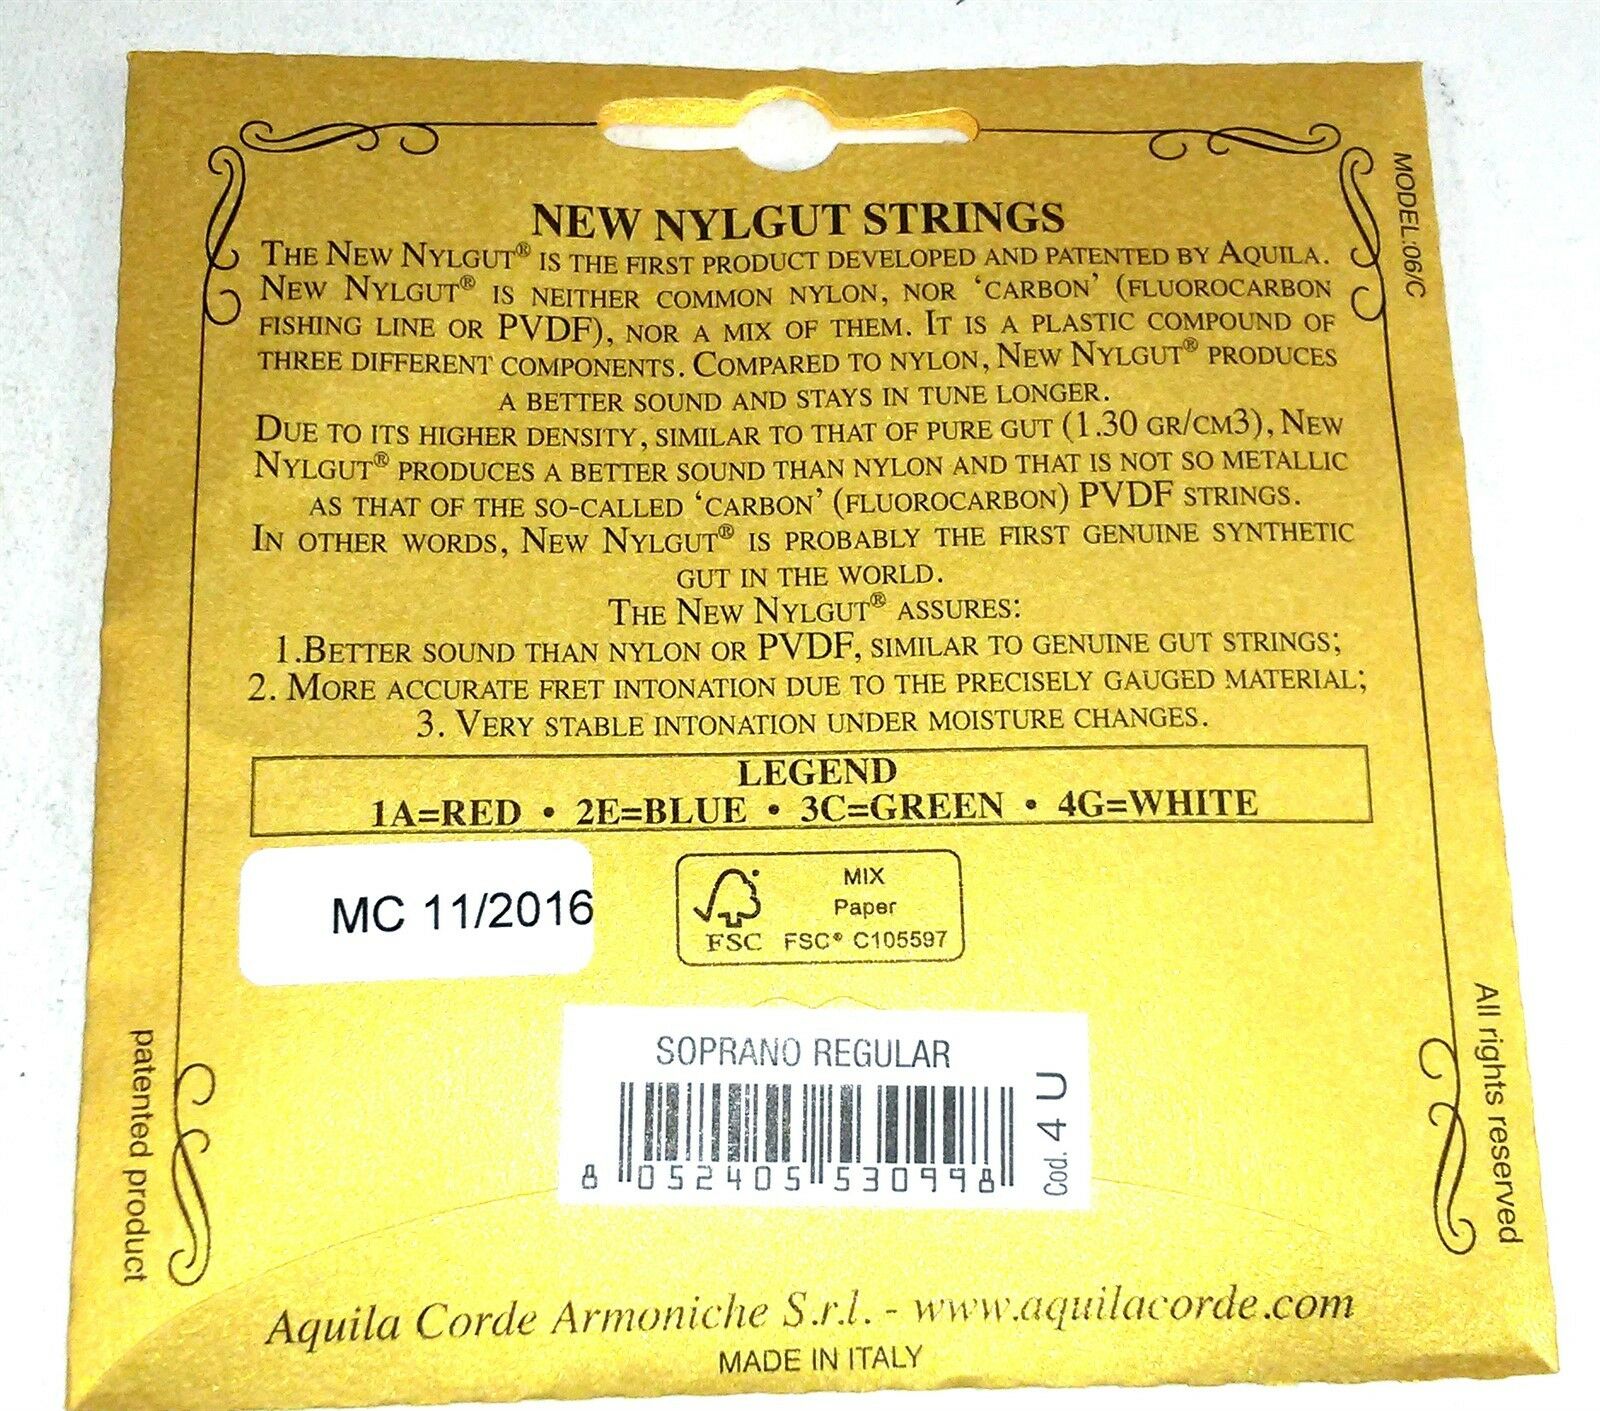 NEW NYLGUT STRINGS
THE NEW NYLGUT® IS THE FIRST PRODUCT DEVELOPED AND PATENTED BY AQUILA.
NEW NYLGUT® IS NEITHER COMMON NYLON, NOR 'CARBON' (FLUOROCARBON
FISHING LINE OR PVDF), NOR A MIX OF THEM. IT IS A PLASTIC COMPOUND OF
THREE DIFFERENT COMPONENTS. COMPARED TO NYLON, NEW NYLGUT® PRODUCES
A BETTER SOUND AND STAYS IN TUNE LONGER.
DUE TO ITS HIGHER DENSITY, SIMILAR TO THAT OF PURE GUT (1.30 GR/CM3), NEW
NYLGUT® PRODUCES A BETTER SOUND THAN NYLON AND THAT IS NOT SO METALLIC
AS THAT OF THE SO-CALLED 'CARBON' (FLUOROCARBON) PVDF STRINGS.
IN OTHER WORDS, NEW NYLGUT® IS PROBABLY THE FIRST GENUINE SYNTHETIC
GUT IN THE WORLD.
THE NEW NYLGUT® ASSURES:
1.BETTER SOUND THAN NYLON OR PVDF, SIMILAR TO GENUINE GUT STRINGS;
2. MORE ACCURATE FRET INTONATION DUE TO THE PRECISELY GAUGED MATERIAL;
3. VERY STABLE INTONATION UNDER MOISTURE CHANGES.
LEGEND
1A=RED • 2E=BLUE • 3C=GREEN • 4G=WHITE
MC 11/2016
MIX
Paper
FSC FSC® C105597
SOPRANO REGULAR
8 052405 530998
Cod. 4 U
Aquila Corde Armoniche S.r.l. - www.aquilacorde.com
MADE IN ITALY
patented product
MODEL:06/C
All rights reserved